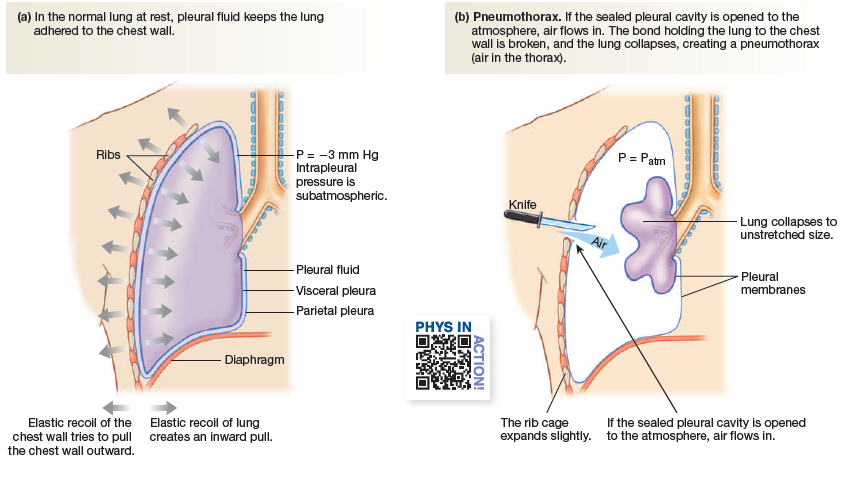 (a) In the normal lung at rest, pleural fluid keeps the lung
adhered to the chest wall.
Ribs
P = −3 mm Hg
Intrapleural
pressure is
subatmospheric.
Pleural fluid
Visceral pleura
Parietal pleura
Diaphragm
Elastic recoil of the
chest wall tries to pull
the chest wall outward.
Elastic recoil of lung
creates an inward pull.
PHYS IN
ACTION!
(b) Pneumothorax. If the sealed pleural cavity is opened to the
atmosphere, air flows in. The bond holding the lung to the chest
wall is broken, and the lung collapses, creating a pneumothorax
(air in the thorax).
P = Patm
Knife
Air
Lung collapses to
unstretched size.
Pleural
membranes
The rib cage
expands slightly.
If the sealed pleural cavity is opened
to the atmosphere, air flows in.